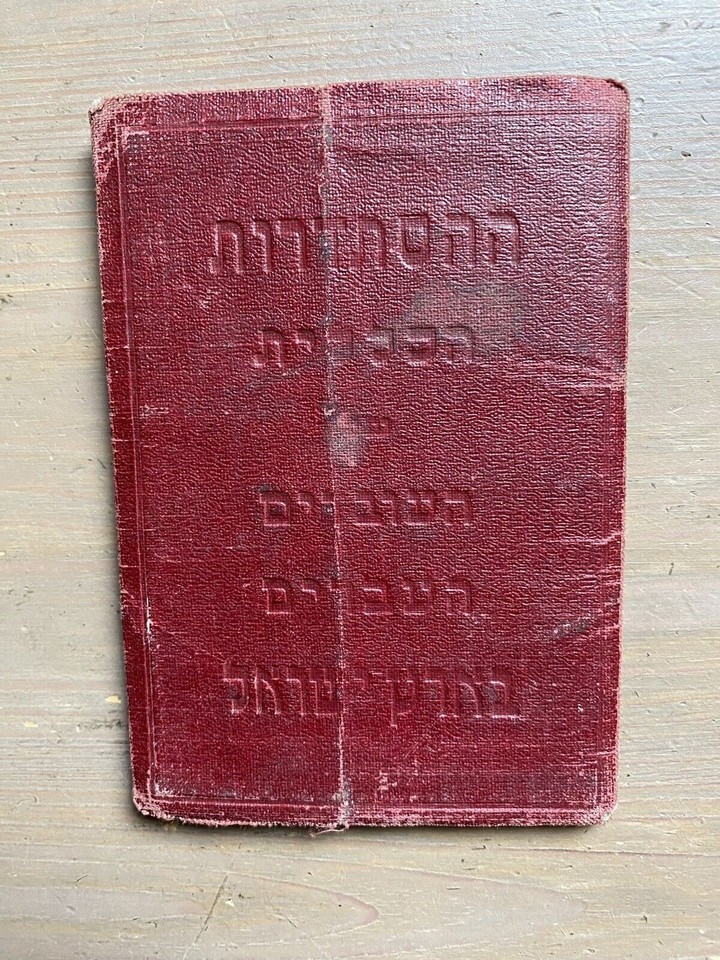 ההסתדרות
הכללית
של
העובדים
העברים
בארץ־ישראל